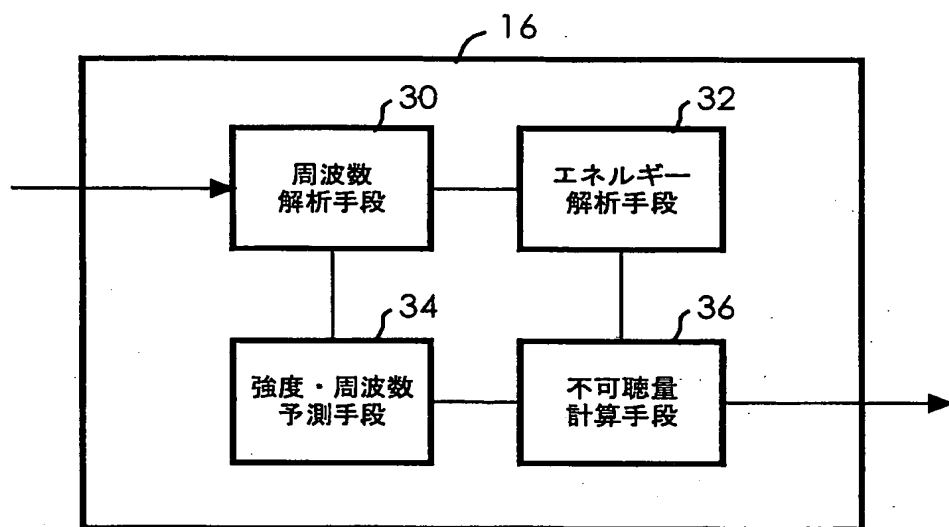 16
30
周波数
解析手段
32
エネルギー
解析手段
34
強度・周波数
予測手段
36
不可聴量
計算手段